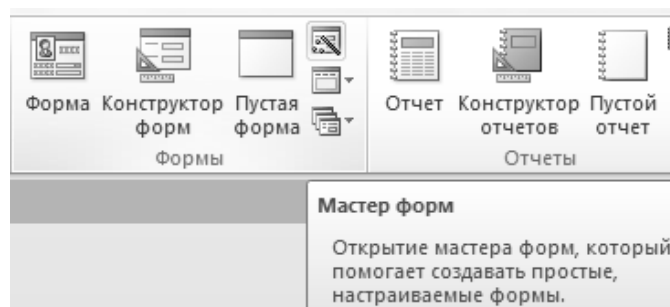 Форма
Конструктор
форм
Пустая
форма
Отчет
Конструктор
отчетов
Пустой
отчет
Формы
Отчеты
Мастер форм
Открытие мастера форм, который
помогает создавать простые,
настраиваемые формы.